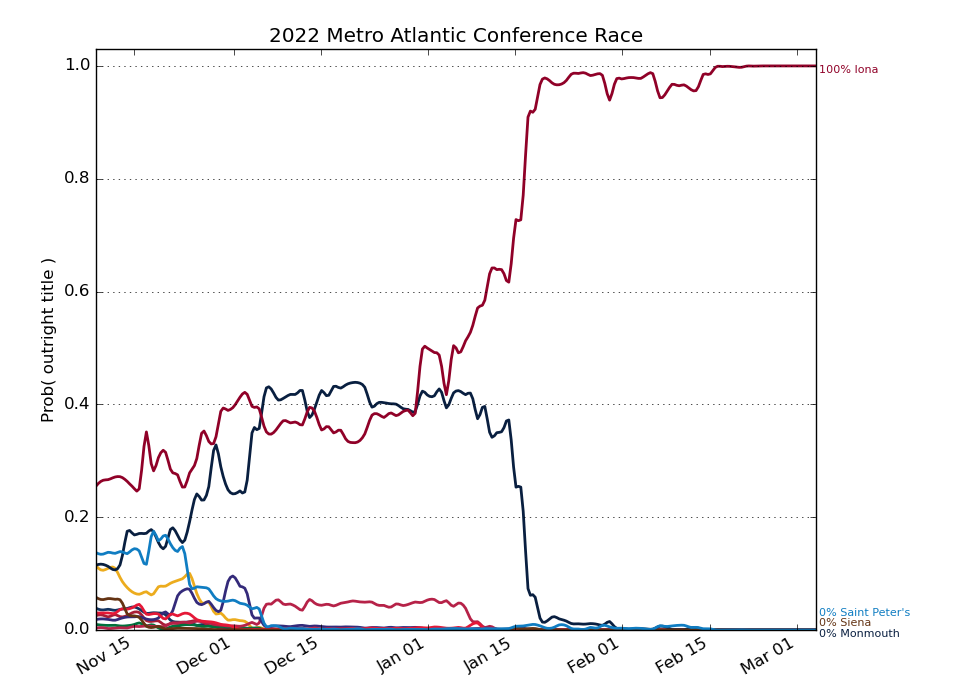 2022 Metro Atlantic Conference Race
Prob( outright title )
1.0
0.8
0.6
0.4
0.2
0.0
100% Iona
0% Saint Peter's
0% Siena
0% Monmouth
Nov 15
Dec 01
Dec 15
Jan 01
Jan 15
Feb 01
Feb 15
Mar 01